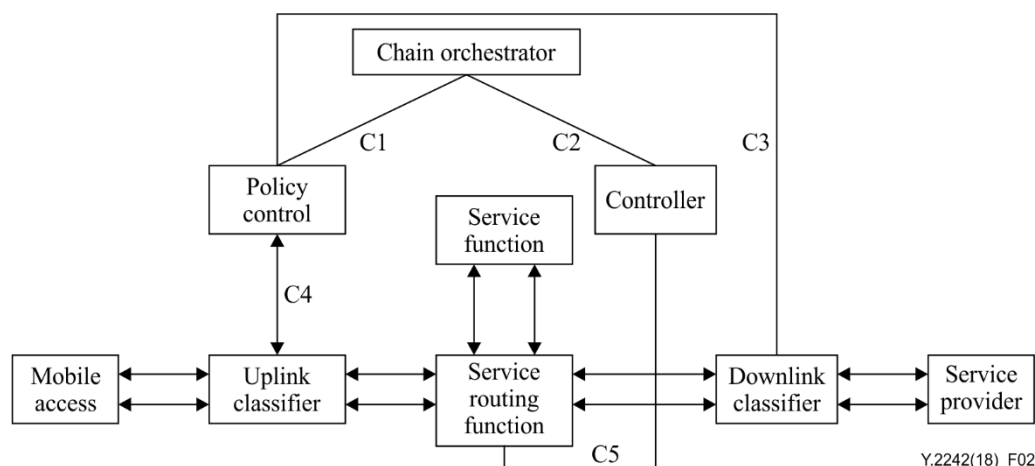 Chain orchestrator
C1
C2
C3
Policy
control
Controller
Service
function
C4
Mobile
access
Uplink
classifier
Service
routing
function
Downlink
classifier
Service
provider
C5
Y.2242(18)_F02